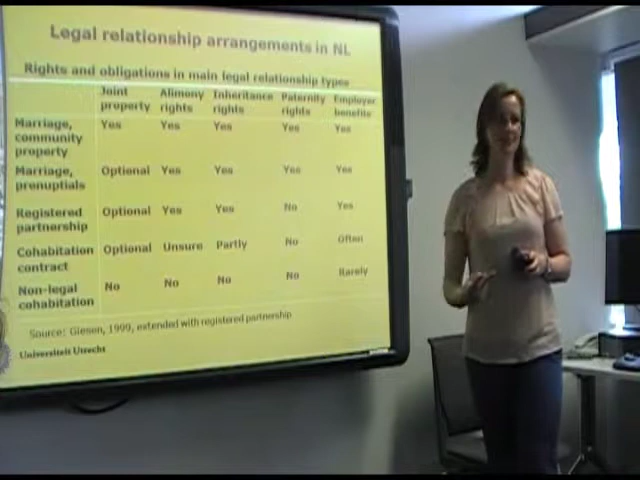 Legal relationship arrangements in NL
Rights and obligations in main legal relationship types
Joint property Alimony rights Inheritance rights Paternity rights Employer benefits
Marriage, community property Yes Yes Yes Yes Yes
Marriage, prenuptials Optional Yes Yes Yes Yes
Registered partnership Optional Yes Yes No Yes
Cohabitation contract Optional Unsure Partly No Often
Non-legal cohabitation No No No No Rarely
Source: Giesen, 1999, extended with registered partnership
Universiteit Utrecht